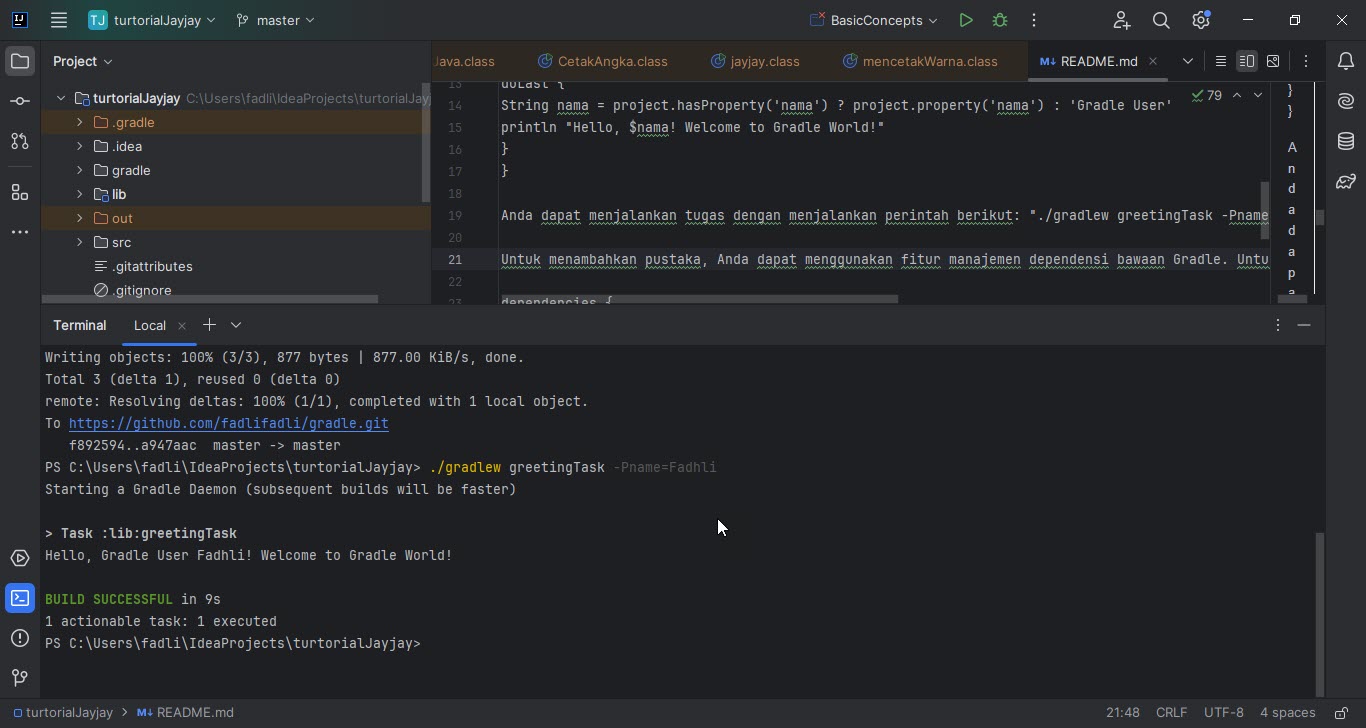 TJ turtorialJayjay master BasicConcepts
Project
Java.class CetakAngka.class jayjay.class mencetakWarna.class M↓ README.md
turtorialJayjay C:\Users\fadli\IdeaProjects\turtorialJay
.gradle
.idea
gradle
lib
out
src
.gitattributes
.gitignore
79
13 doLast {
14 String nama = project.hasProperty('nama') ? project.property('nama') : 'Gradle User'
15 println "Hello, $nama! Welcome to Gradle World!"
16 }
17 }
18
19 Anda dapat menjalankan tugas dengan menjalankan perintah berikut: "./gradlew greetingTask -Pname
20
21 Untuk menambahkan pustaka, Anda dapat menggunakan fitur manajemen dependensi bawaan Gradle. Untu
22
23 dependencies {
}
}
A
n
d
a
d
a
p
a
Terminal Local
Writing objects: 100% (3/3), 877 bytes | 877.00 KiB/s, done.
Total 3 (delta 1), reused 0 (delta 0)
remote: Resolving deltas: 100% (1/1), completed with 1 local object.
To https://github.com/fadlifadli/gradle.git
f892594..a947aac master -> master
PS C:\Users\fadli\IdeaProjects\turtorialJayjay> ./gradlew greetingTask -Pname=Fadhli
Starting a Gradle Daemon (subsequent builds will be faster)
> Task :lib:greetingTask
Hello, Gradle User Fadhli! Welcome to Gradle World!
BUILD SUCCESSFUL in 9s
1 actionable task: 1 executed
PS C:\Users\fadli\IdeaProjects\turtorialJayjay>
turtorialJayjay > M↓ README.md
21:48 CRLF UTF-8 4 spaces